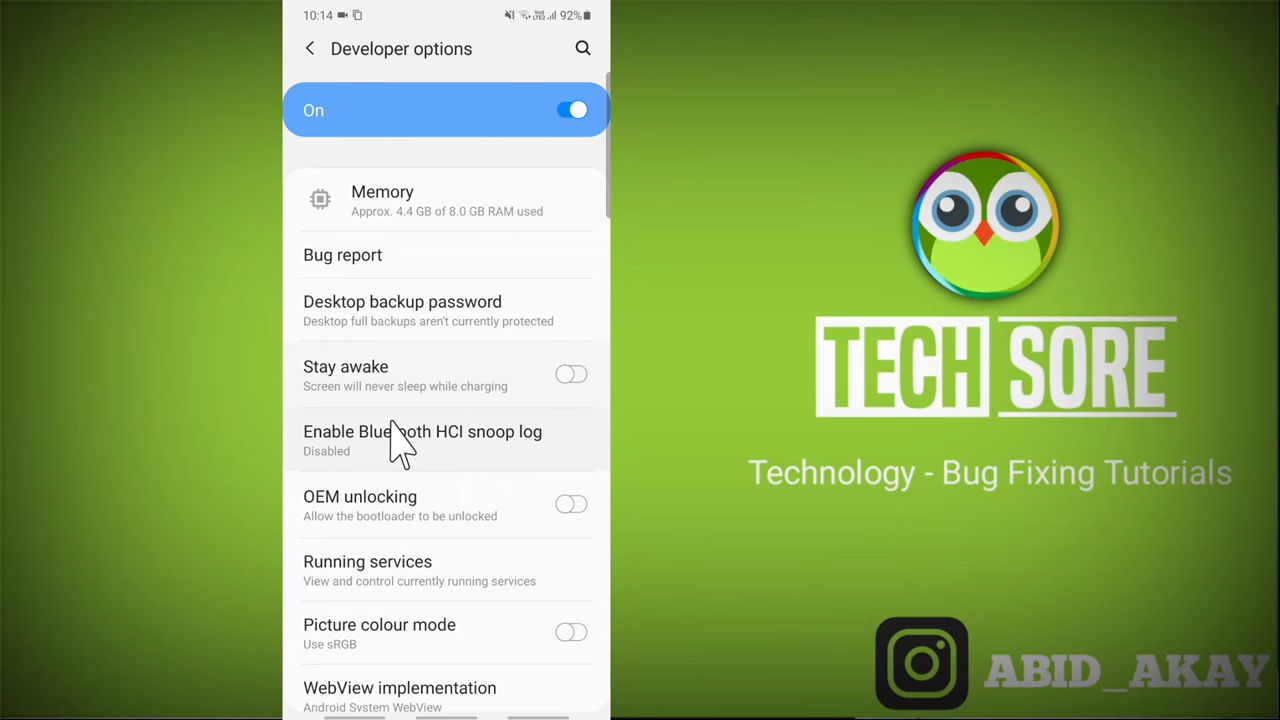 10:14
Vo)
LTE2
92%
Developer options
On
Memory
Approx. 4.4 GB of 8.0 GB RAM used
Bug report
Desktop backup password
Desktop full backups aren't currently protected
Stay awake
Screen will never sleep while charging
Enable Bluetooth HCI snoop log
Disabled
OEM unlocking
Allow the bootloader to be unlocked
Running services
View and control currently running services
Picture colour mode
Use sRGB
WebView implementation
Android System WebView
TECH SORE
Technology - Bug Fixing Tutorials
ABID_AKAY